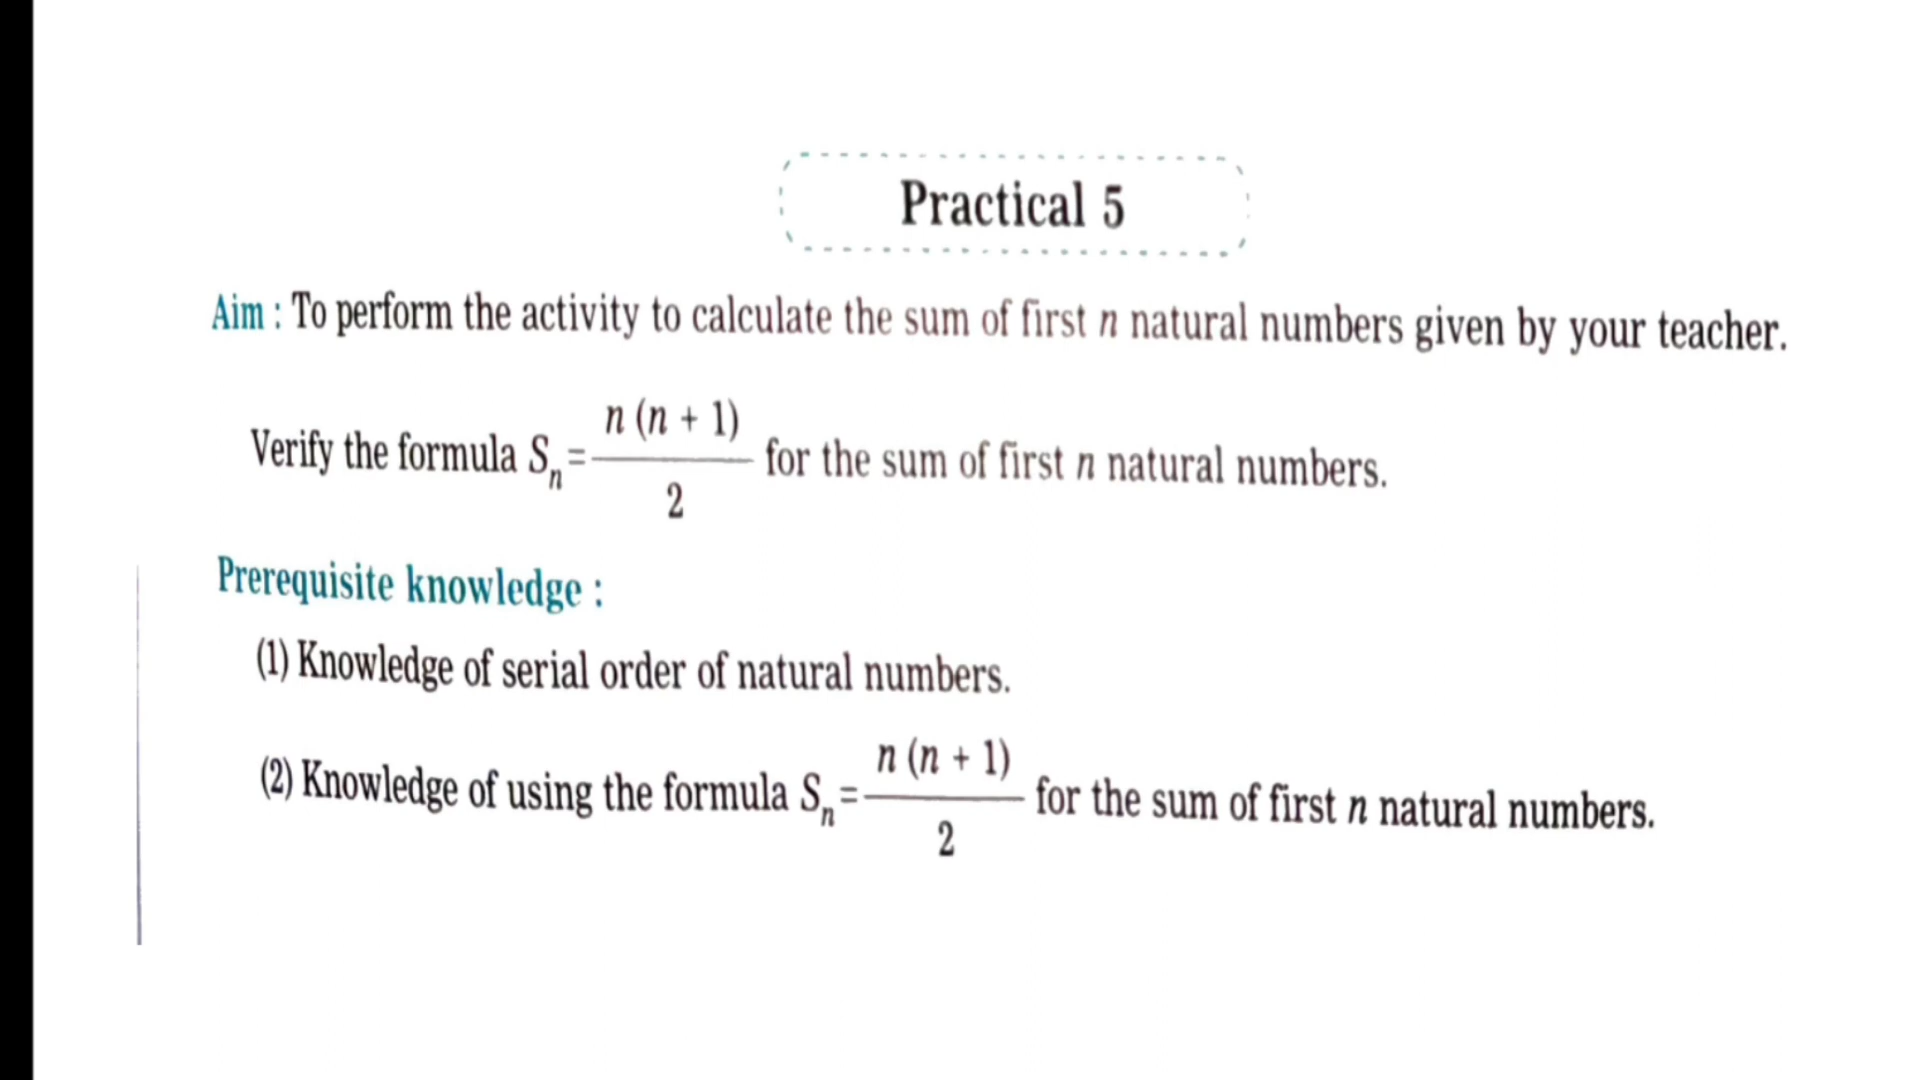 Practical 5
Aim : To perform the activity to calculate the sum of first n natural numbers given by your teacher.
Verify the formula Sₙ = n (n + 1) / 2 for the sum of first n natural numbers.
Prerequisite knowledge :
(1) Knowledge of serial order of natural numbers.
(2) Knowledge of using the formula Sₙ = n (n + 1) / 2 for the sum of first n natural numbers.